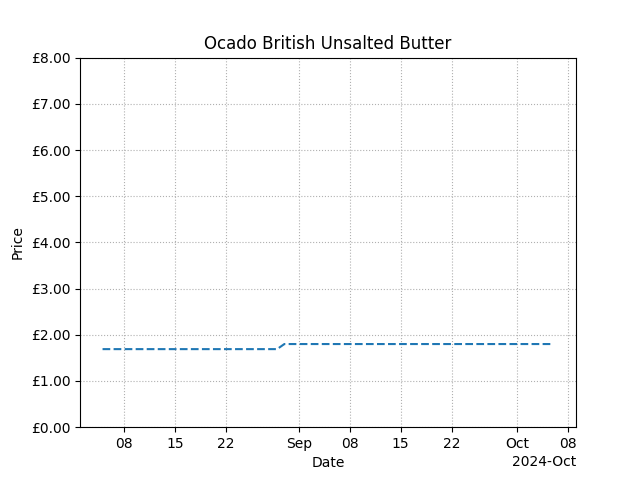 Ocado British Unsalted Butter
£8.00
£7.00
£6.00
£5.00
£4.00
£3.00
£2.00
£1.00
£0.00
Price
08 15 22 Sep 08 15 22 Oct 08
Date
2024-Oct